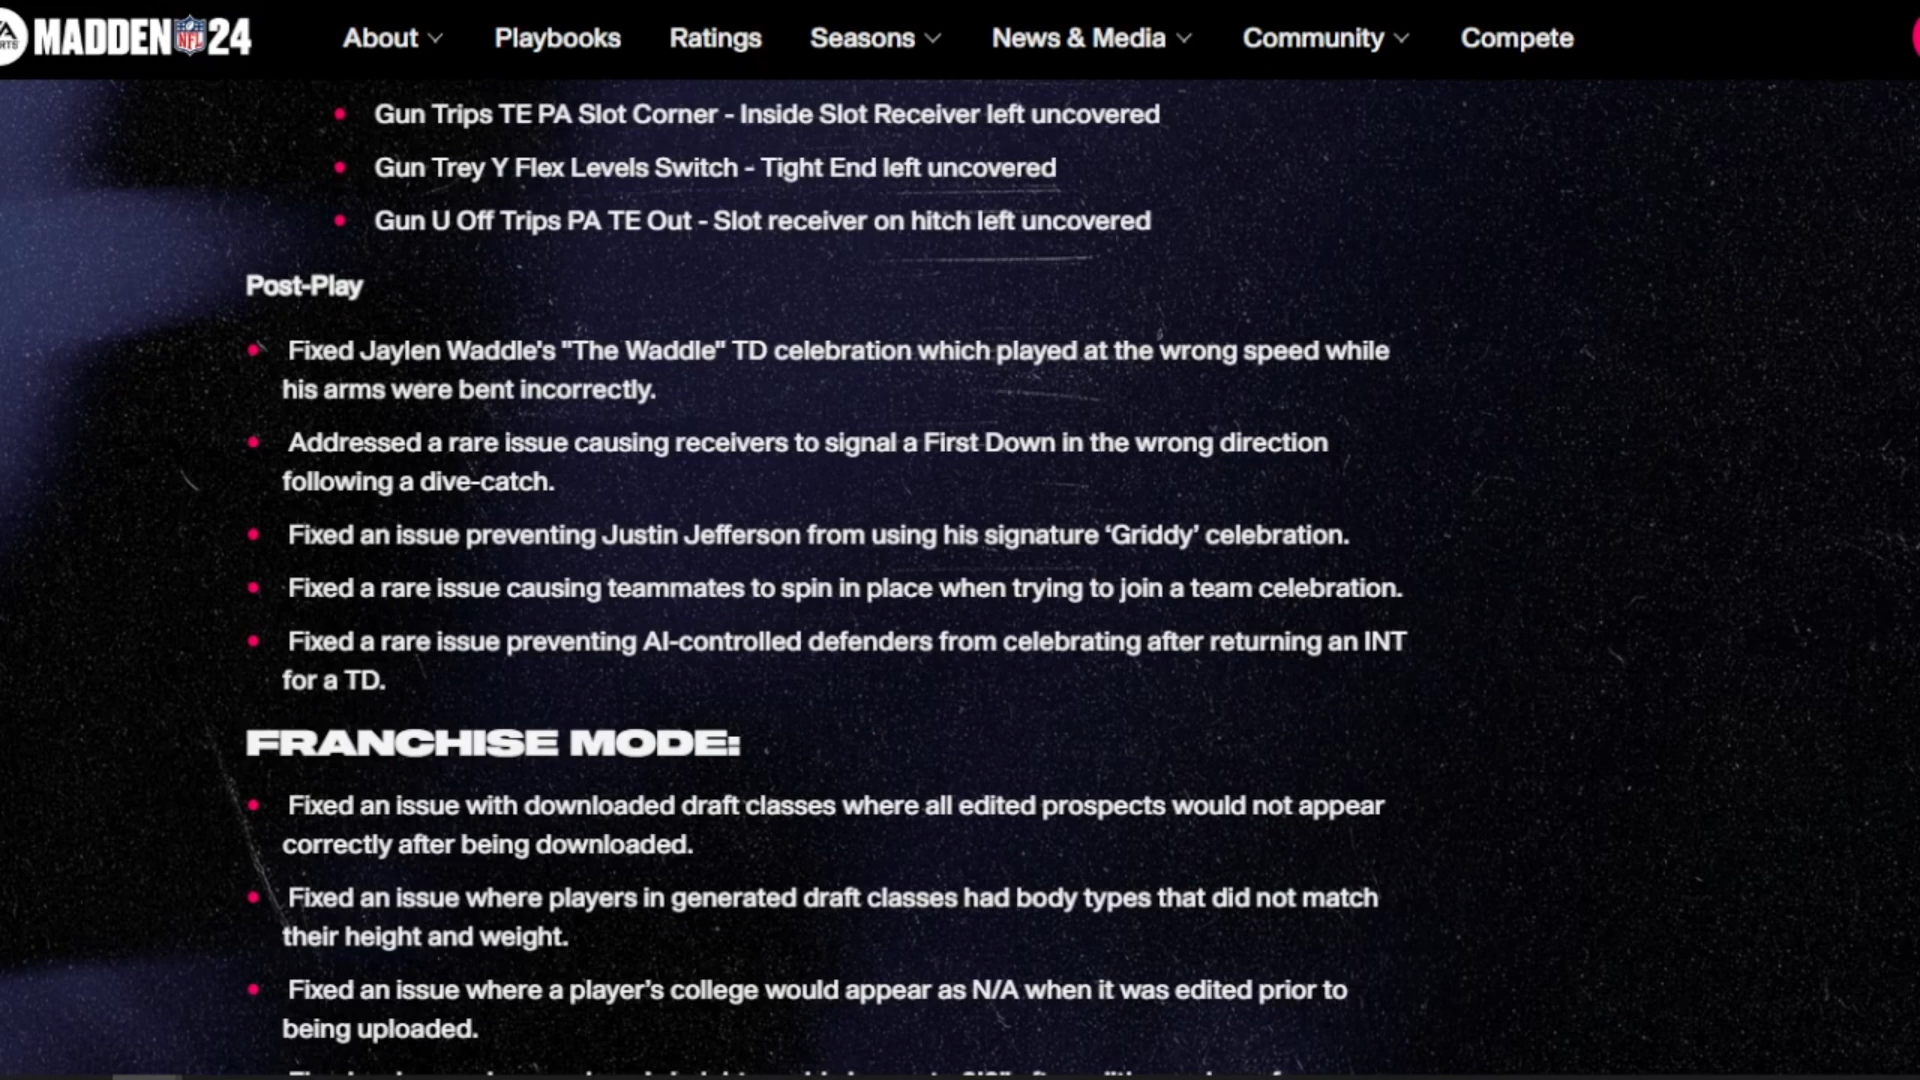 MADDEN NFL 24
About
Playbooks
Ratings
Seasons
News & Media
Community
Compete
Gun Trips TE PA Slot Corner - Inside Slot Receiver left uncovered
Gun Trey Y Flex Levels Switch - Tight End left uncovered
Gun U Off Trips PA TE Out - Slot receiver on hitch left uncovered
Post-Play
Fixed Jaylen Waddle's "The Waddle" TD celebration which played at the wrong speed while
his arms were bent incorrectly.
Addressed a rare issue causing receivers to signal a First Down in the wrong direction
following a dive-catch.
Fixed an issue preventing Justin Jefferson from using his signature ‘Griddy’ celebration.
Fixed a rare issue causing teammates to spin in place when trying to join a team celebration.
Fixed a rare issue preventing AI-controlled defenders from celebrating after returning an INT
for a TD.
FRANCHISE MODE:
Fixed an issue with downloaded draft classes where all edited prospects would not appear
correctly after being downloaded.
Fixed an issue where players in generated draft classes had body types that did not match
their height and weight.
Fixed an issue where a player’s college would appear as N/A when it was edited prior to
being uploaded.